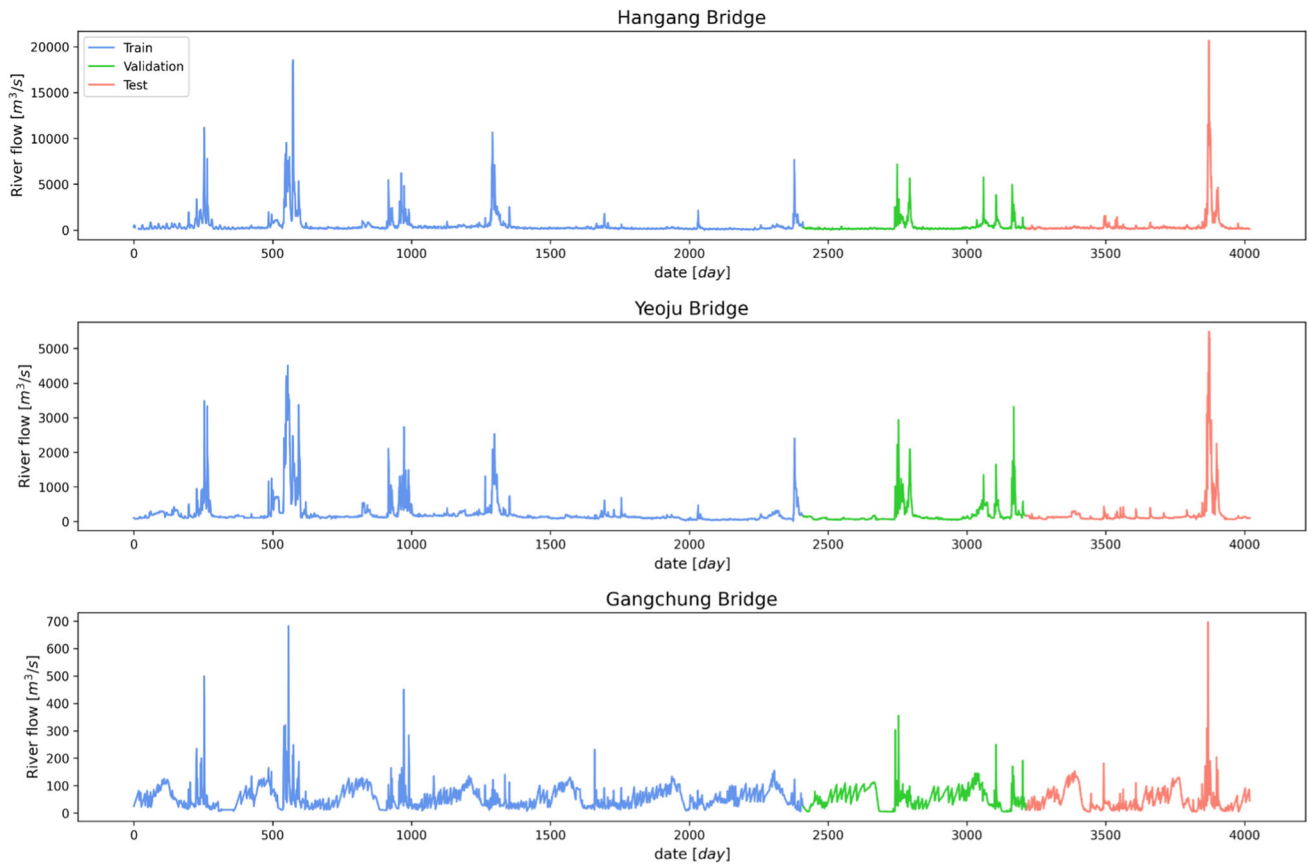 Hangang Bridge
River flow [m³/s]
20000
15000
10000
5000
0
Train
Validation
Test
0 500 1000 1500 2000 2500 3000 3500 4000
date [day]
Yeoju Bridge
River flow [m³/s]
5000
4000
3000
2000
1000
0
0 500 1000 1500 2000 2500 3000 3500 4000
date [day]
Gangchung Bridge
River flow [m³/s]
700
600
500
400
300
200
100
0
0 500 1000 1500 2000 2500 3000 3500 4000
date [day]